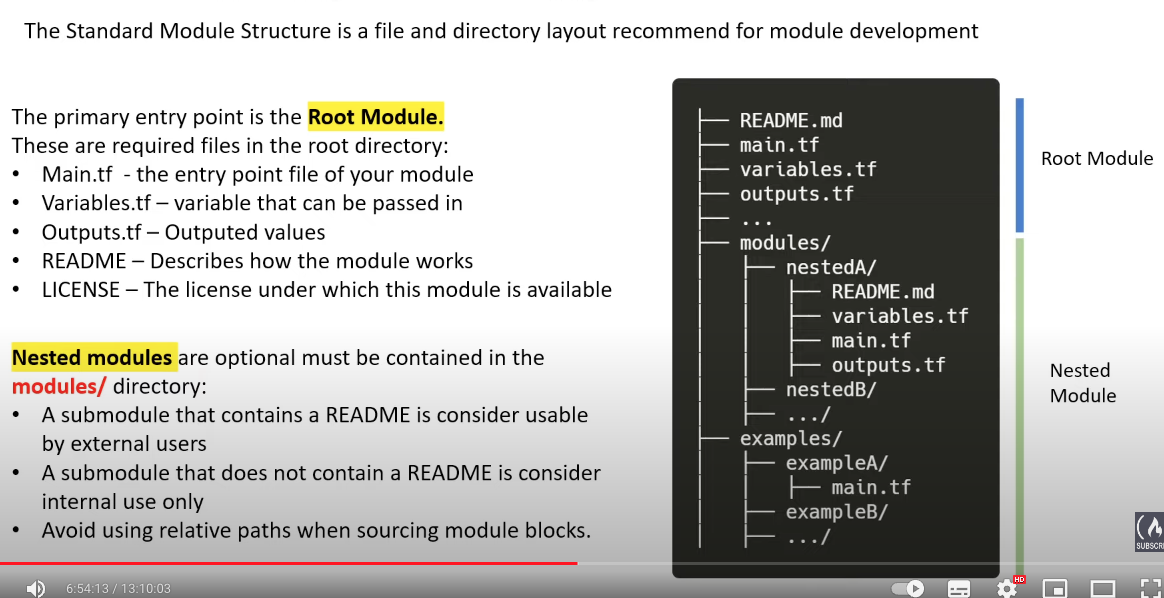 The Standard Module Structure is a file and directory layout recommend for module development
The primary entry point is the Root Module.
These are required files in the root directory:
• Main.tf - the entry point file of your module
• Variables.tf – variable that can be passed in
• Outputs.tf – Outputed values
• README – Describes how the module works
• LICENSE – The license under which this module is available
Nested modules are optional must be contained in the
modules/ directory:
• A submodule that contains a README is consider usable
by external users
• A submodule that does not contain a README is consider
internal use only
• Avoid using relative paths when sourcing module blocks.
README.md
main.tf
variables.tf
outputs.tf
...
modules/
nestedA/
README.md
variables.tf
main.tf
outputs.tf
nestedB/
.../
examples/
exampleA/
main.tf
exampleB/
.../
Root Module
Nested
Module
SUBSCRI
6:54:13 / 13:10:03
HD